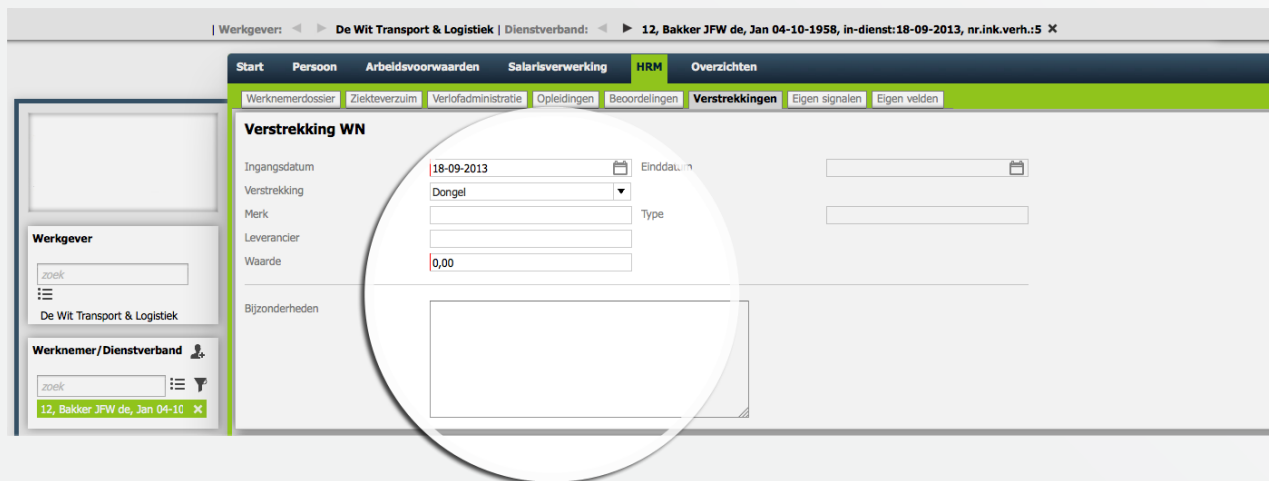 | Werkgever: De Wit Transport & Logistiek | Dienstverband: 12, Bakker JFW de, Jan 04-10-1958, in-dienst:18-09-2013, nr.ink.verh.:5
Start Persoon Arbeidsvoorwaarden Salarisverwerking HRM Overzichten
Werknemerdossier Ziekteverzuim Verlofadministratie Opleidingen Beoordelingen Verstrekkingen Eigen signalen Eigen velden
Verstrekking WN
Ingangsdatum 18-09-2013 Einddatum
Verstrekking Dongel
Merk Type
Leverancier
Waarde 0,00
Bijzonderheden
Werkgever
zoek
De Wit Transport & Logistiek
Werknemer/Dienstverband
zoek
12, Bakker JFW de, Jan 04-10